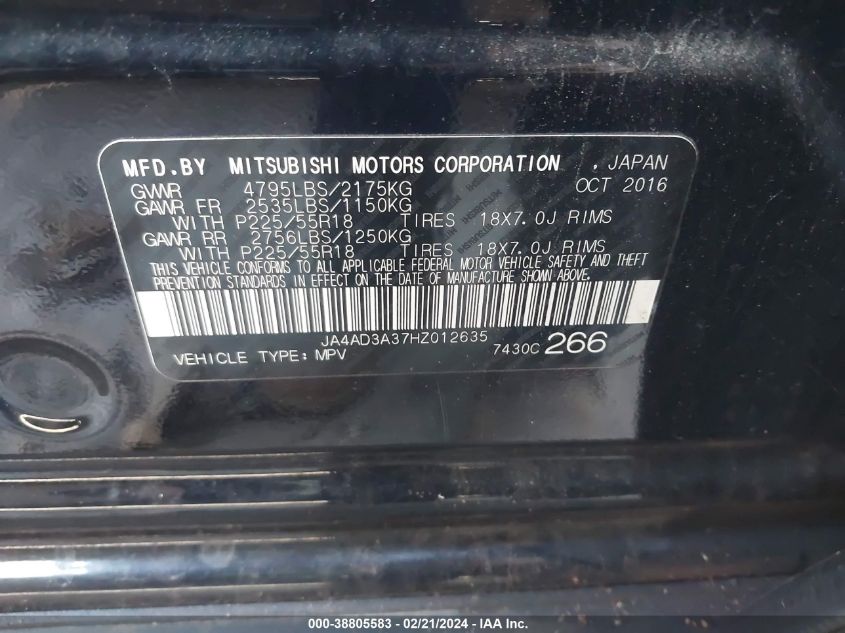 MFD.BY MITSUBISHI MOTORS CORPORATION . JAPAN
GVWR 4795LBS/2175KG OCT 2016
GAWR FR 2535LBS/1150KG
WITH P225/55R18 TIRES 18X7.0J RIMS
GAWR RR 2756LBS/1250KG
WITH P225/55R18 TIRES 18X7.0J RIMS
THIS VEHICLE CONFORMS TO ALL APPLICABLE FEDERAL MOTOR VEHICLE SAFETY AND THEFT
PREVENTION STANDARDS IN EFFECT ON THE DATE OF MANUFACTURE SHOWN ABOVE.
JA4AD3A37HZ012635
VEHICLE TYPE: MPV 7430C 266
000-38805583 - 02/21/2024 - IAA Inc.